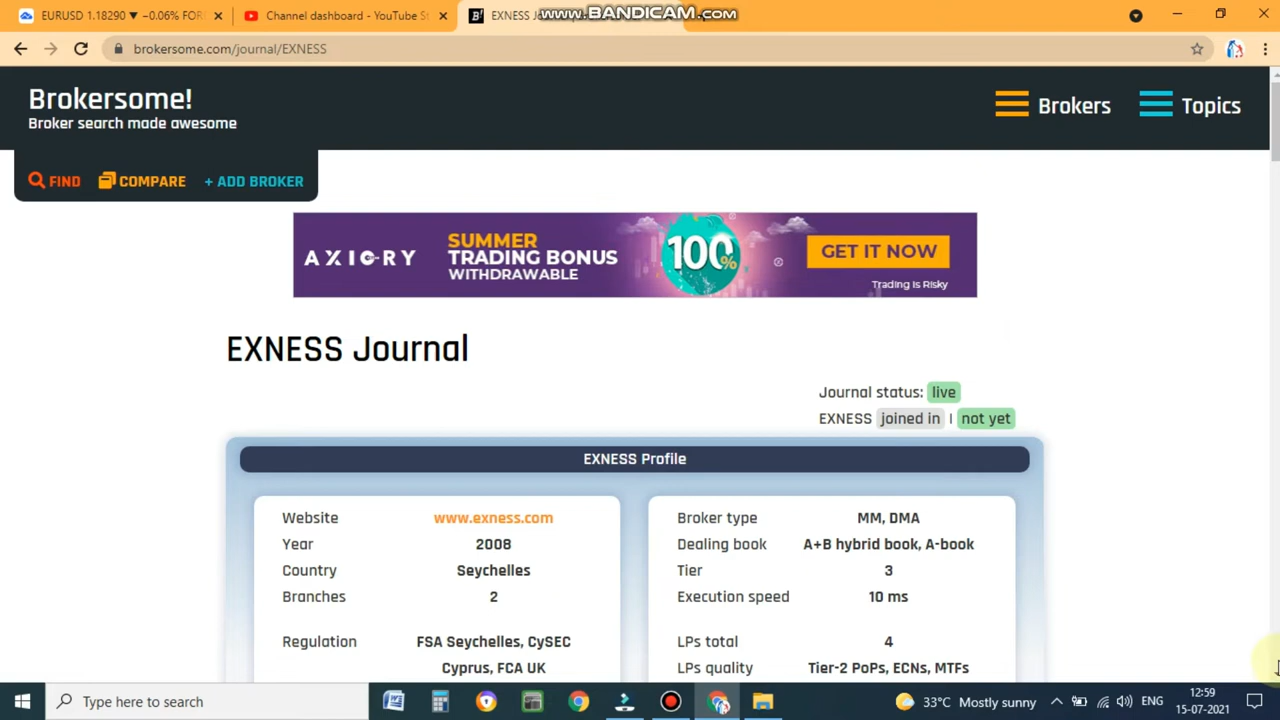 EURUSD 1.18290 ▼ −0.06% FOR
Channel dashboard - YouTube St
EXNESS Jo
www.BANDICAM.com
brokersome.com/journal/EXNESS
Brokersome!
Broker search made awesome
Brokers
Topics
FIND
COMPARE
+ ADD BROKER
AXIORY
SUMMER
TRADING BONUS
WITHDRAWABLE
100%
GET IT NOW
Trading is Risky
EXNESS Journal
Journal status: live
EXNESS joined in | not yet
EXNESS Profile
Website www.exness.com
Year 2008
Country Seychelles
Branches 2
Regulation FSA Seychelles, CySEC
Cyprus, FCA UK
Broker type MM, DMA
Dealing book A+B hybrid book, A-book
Tier 3
Execution speed 10 ms
LPs total 4
LPs quality Tier-2 PoPs, ECNs, MTFs
Type here to search
33°C Mostly sunny
ENG
12:59
15-07-2021